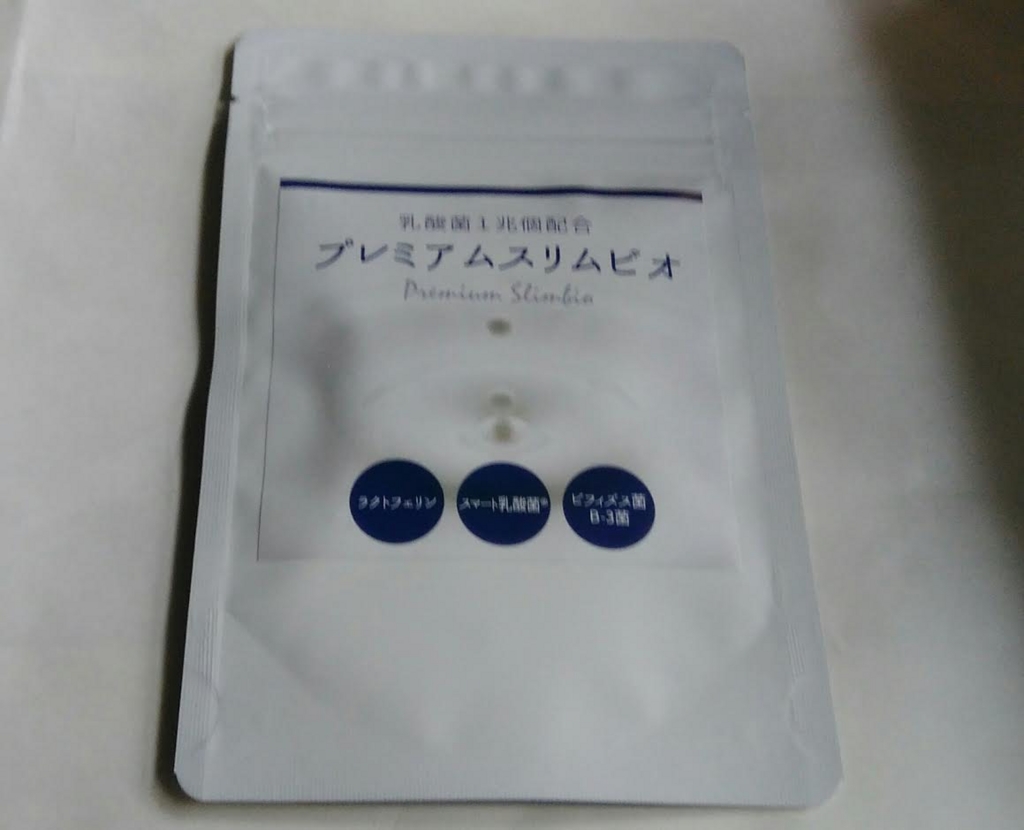 乳酸菌1兆個配合
プレミアムスリムビオ
Premium Slimbio
ラクトフェリン
スマート乳酸菌®
ビフィズス菌
B-3菌